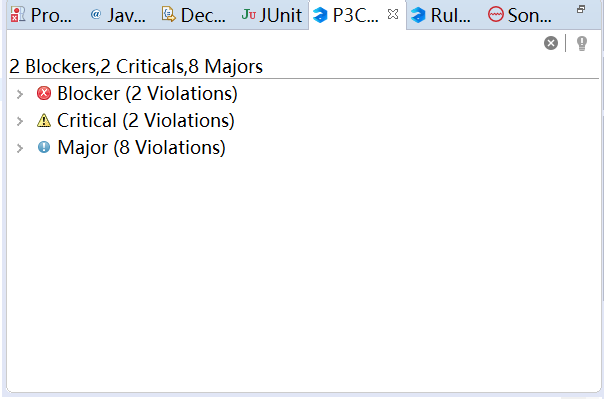 Pro... Jav... Dec... JUnit P3C... Rul... Son...
2 Blockers,2 Criticals,8 Majors
Blocker (2 Violations)
Critical (2 Violations)
Major (8 Violations)